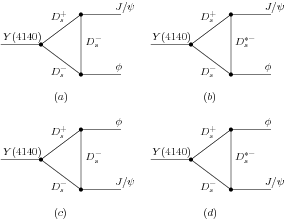 J/ψ
D_s^+
Y(4140)
D_s^-
D_s^-
φ
(a)
J/ψ
D_s^+
Y(4140)
D_s^{*-}
D_s^-
φ
(b)
φ
D_s^+
Y(4140)
D_s^-
D_s^-
J/ψ
(c)
φ
D_s^+
Y(4140)
D_s^{*-}
D_s^-
J/ψ
(d)